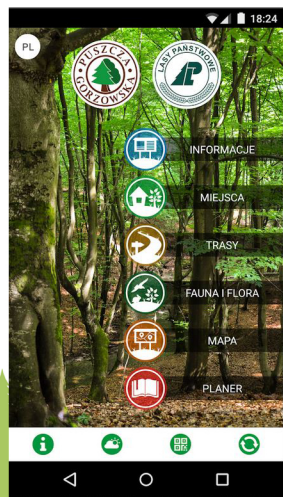 18:24
PL
PUSZCZA
GORZOWSKA
LASY PAŃSTWOWE
INFORMACJE
MIEJSCA
TRASY
FAUNA I FLORA
MAPA
PLANER